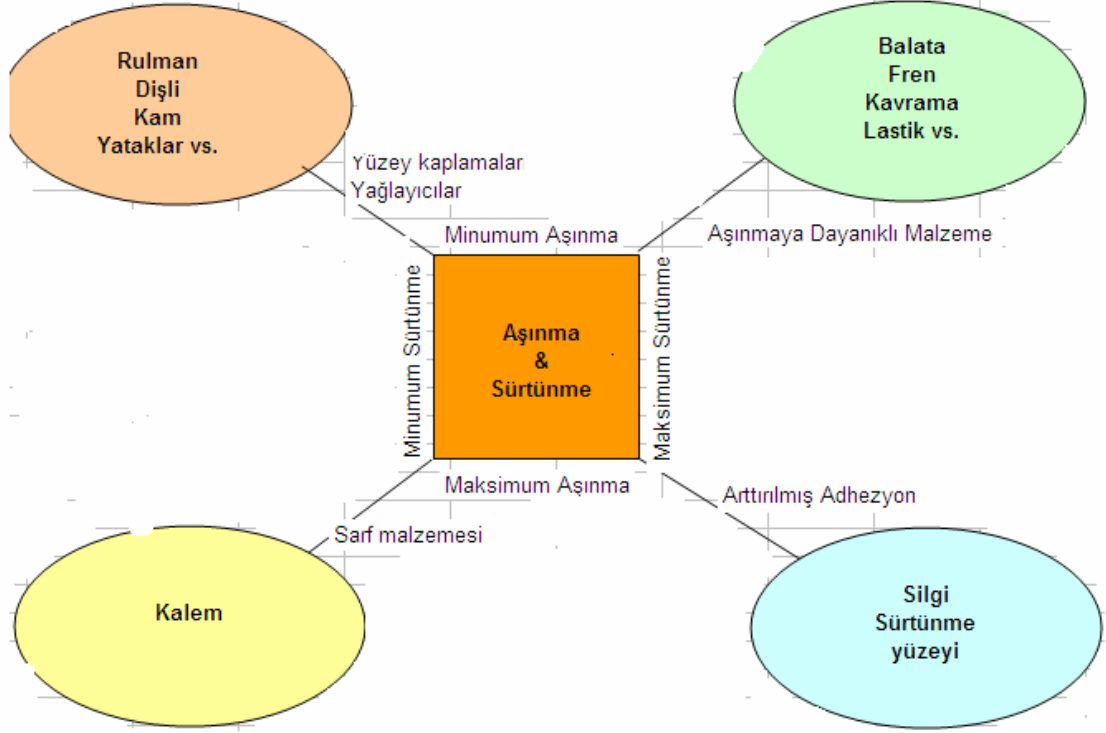 Rulman
Dişli
Kam
Yataklar vs.
Balata
Fren
Kavrama
Lastik vs.
Yüzey kaplamalar
Yağlayıcılar
Minumum Aşınma
Aşınmaya Dayanıklı Malzeme
Minumum Sürtünme
Aşınma
&
Sürtünme
Maksimum Sürtünme
Maksimum Aşınma
Arttırılmış Adhezyon
Sarf malzemesi
Kalem
Silgi
Sürtünme
yüzeyi